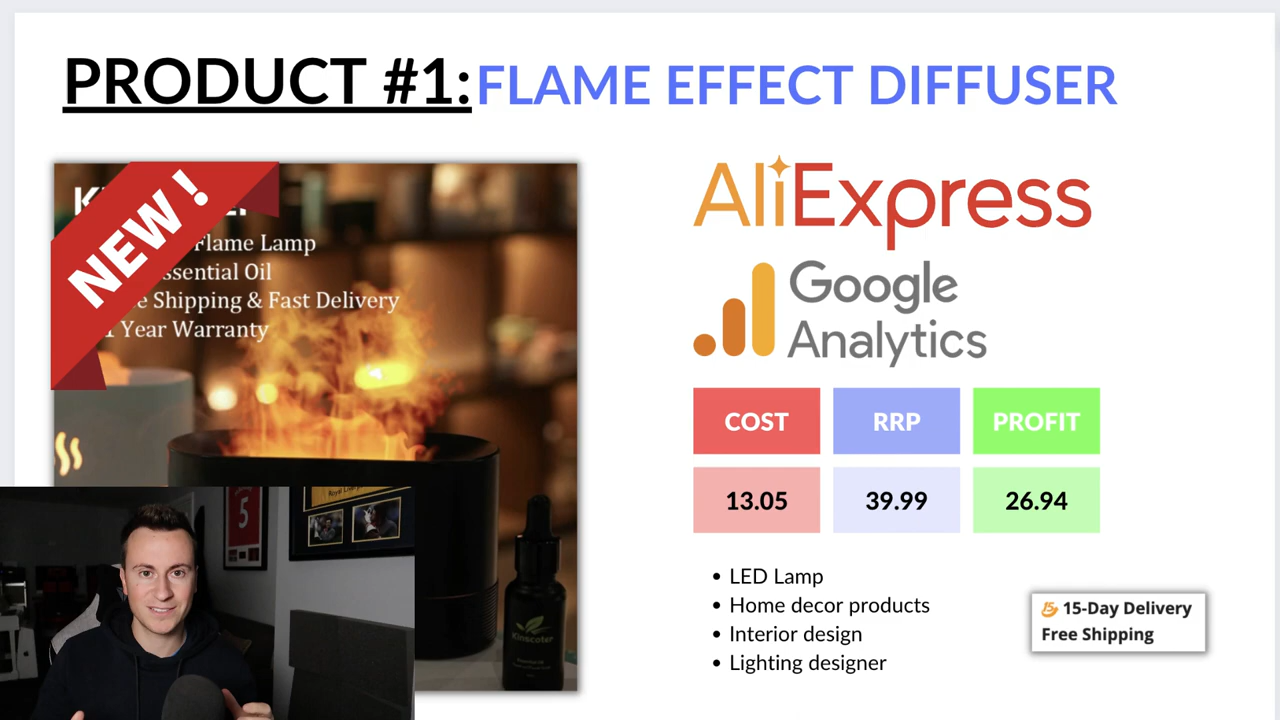 PRODUCT #1: FLAME EFFECT DIFFUSER
NEW !
Flame Lamp
Shipping & Fast Delivery
1 Year Warranty
AliExpress
Google
Analytics
COST RRP PROFIT
13.05 39.99 26.94
• LED Lamp
• Home decor products
• Interior design
• Lighting designer
15-Day Delivery
Free Shipping
5
Kinscoter